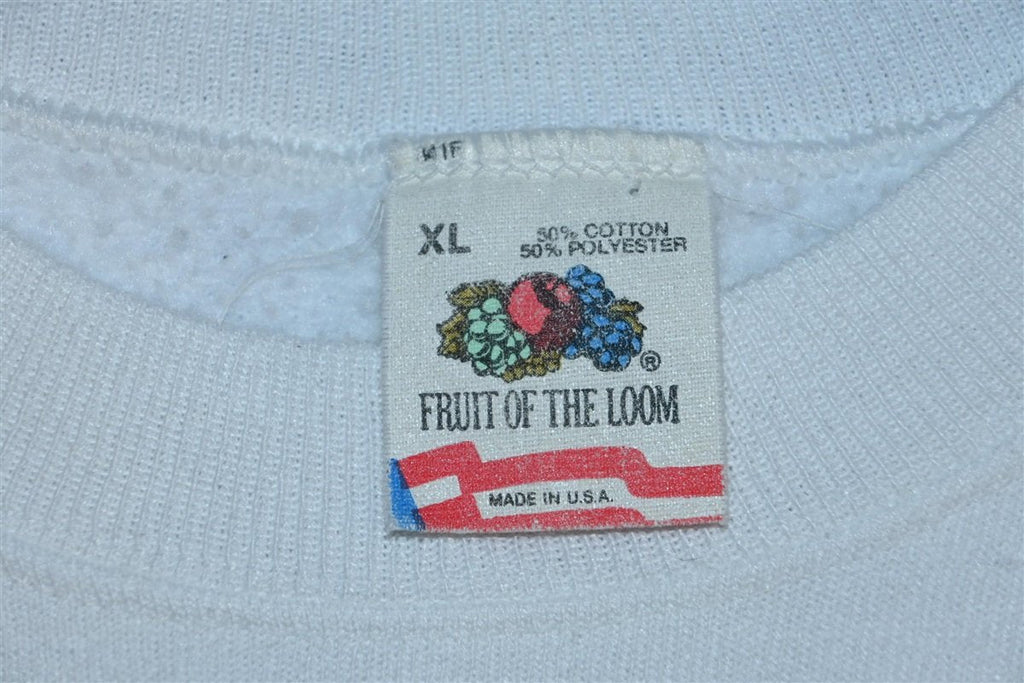 XL
50% COTTON
50% POLYESTER
®
FRUIT OF THE LOOM
MADE IN U.S.A.